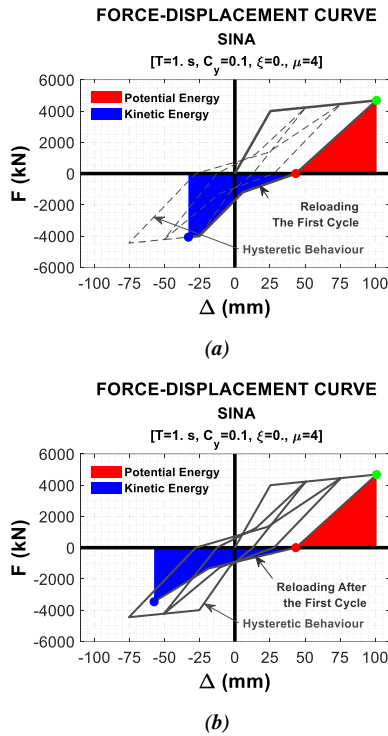 FORCE-DISPLACEMENT CURVE
SINA
[T=1. s, C_y=0.1, ξ=0., μ=4]
6000
4000
2000
0
-2000
-4000
-6000
F (kN)
Potential Energy
Kinetic Energy
Reloading
The First Cycle
Hysteretic Behaviour
-100 -75 -50 -25 0 25 50 75 100
Δ (mm)
(a)
FORCE-DISPLACEMENT CURVE
SINA
[T=1. s, C_y=0.1, ξ=0., μ=4]
6000
4000
2000
0
-2000
-4000
-6000
F (kN)
Potential Energy
Kinetic Energy
Reloading After
the First Cycle
Hysteretic Behaviour
-100 -75 -50 -25 0 25 50 75 100
Δ (mm)
(b)